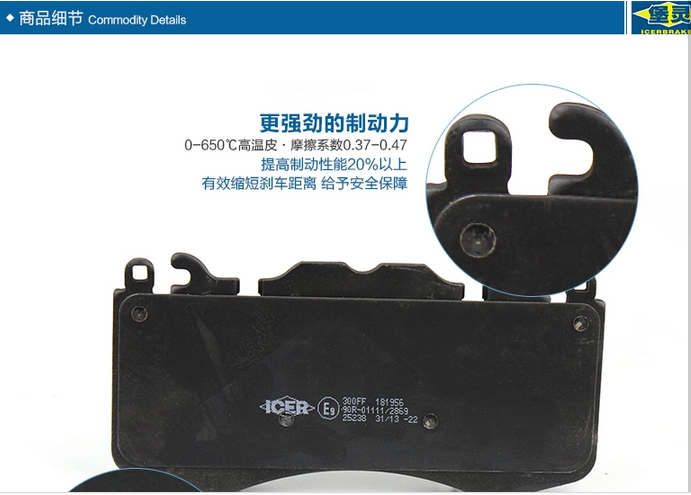 商品细节 Commodity Details
堡灵
ICERBRAKE
更强劲的制动力
0-650℃高温皮·摩擦系数0.37-0.47
提高制动性能20%以上
有效缩短刹车距离 给予安全保障
ICER E9 300FF 181956
90R-01111/2869
25238 31/13 -22